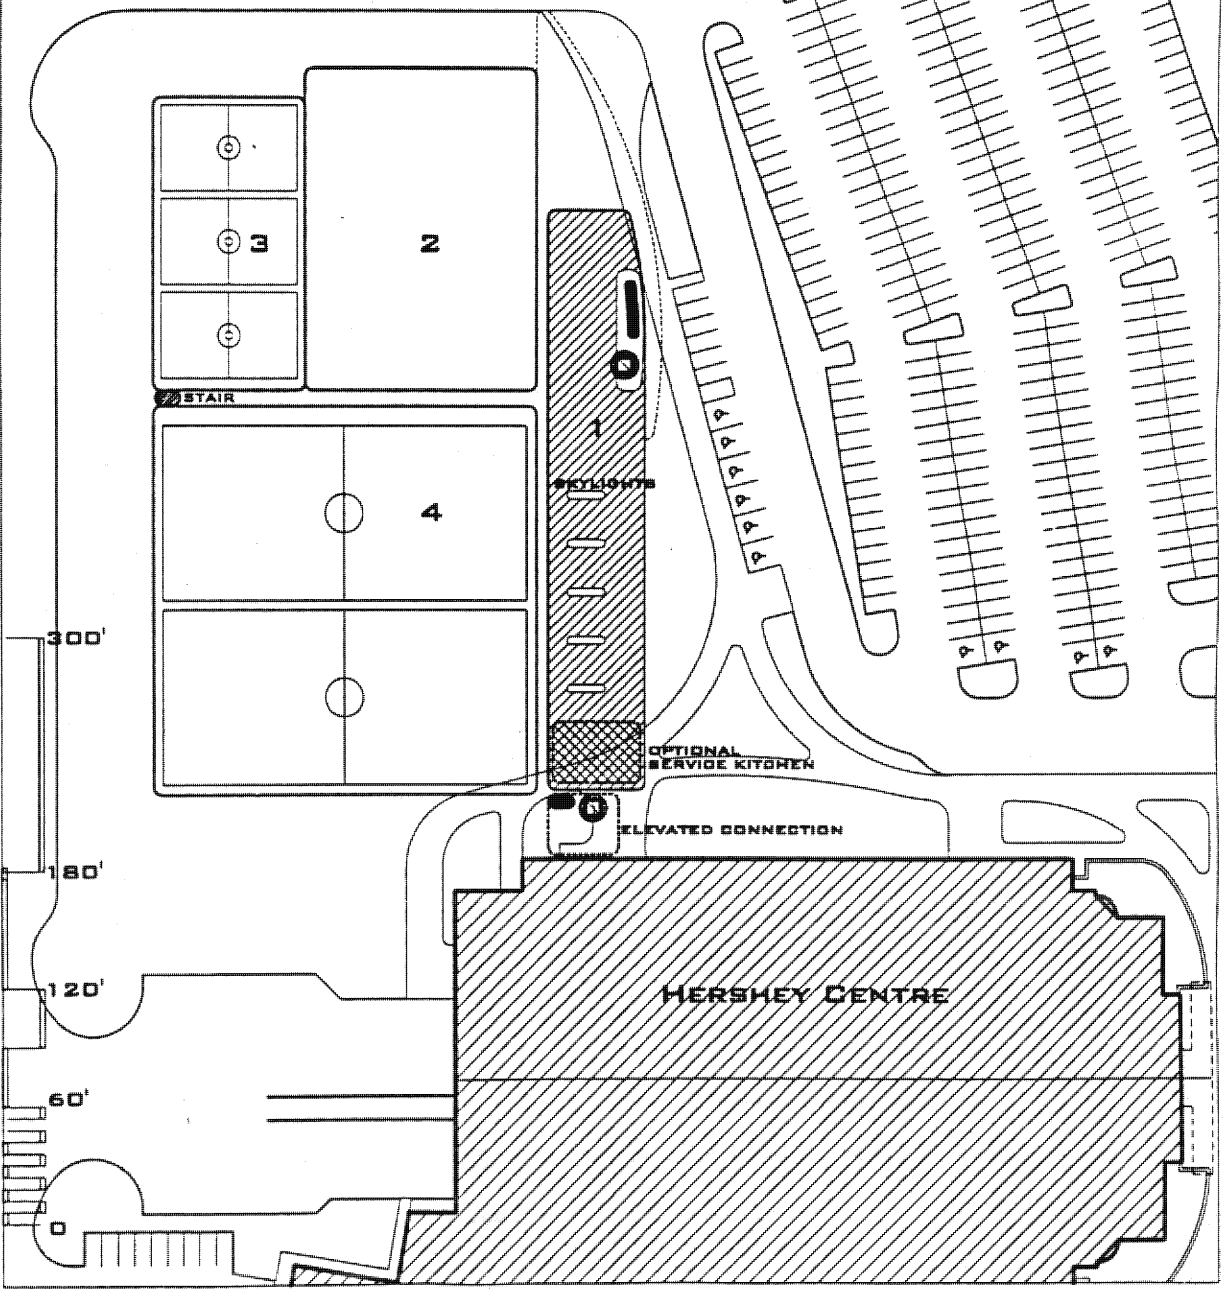 3
2
STAIR
1
SKYLIGHTS
4
300'
OPTIONAL
SERVICE KITCHEN
ELEVATED CONNECTION
180'
120'
HERSHEY CENTRE
60'
0